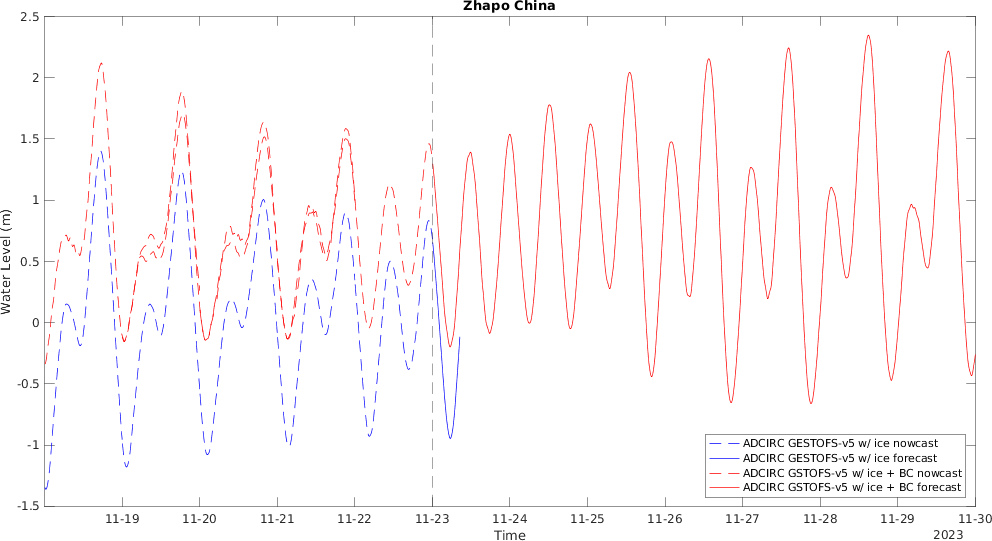 Zhapo China
2.5
2
1.5
1
0.5
0
-0.5
-1
-1.5
Water Level (m)
ADCIRC GESTOFS-v5 w/ ice nowcast
ADCIRC GESTOFS-v5 w/ ice forecast
ADCIRC GSTOFS-v5 w/ ice + BC nowcast
ADCIRC GSTOFS-v5 w/ ice + BC forecast
11-19 11-20 11-21 11-22 11-23 11-24 11-25 11-26 11-27 11-28 11-29 11-30
Time
2023